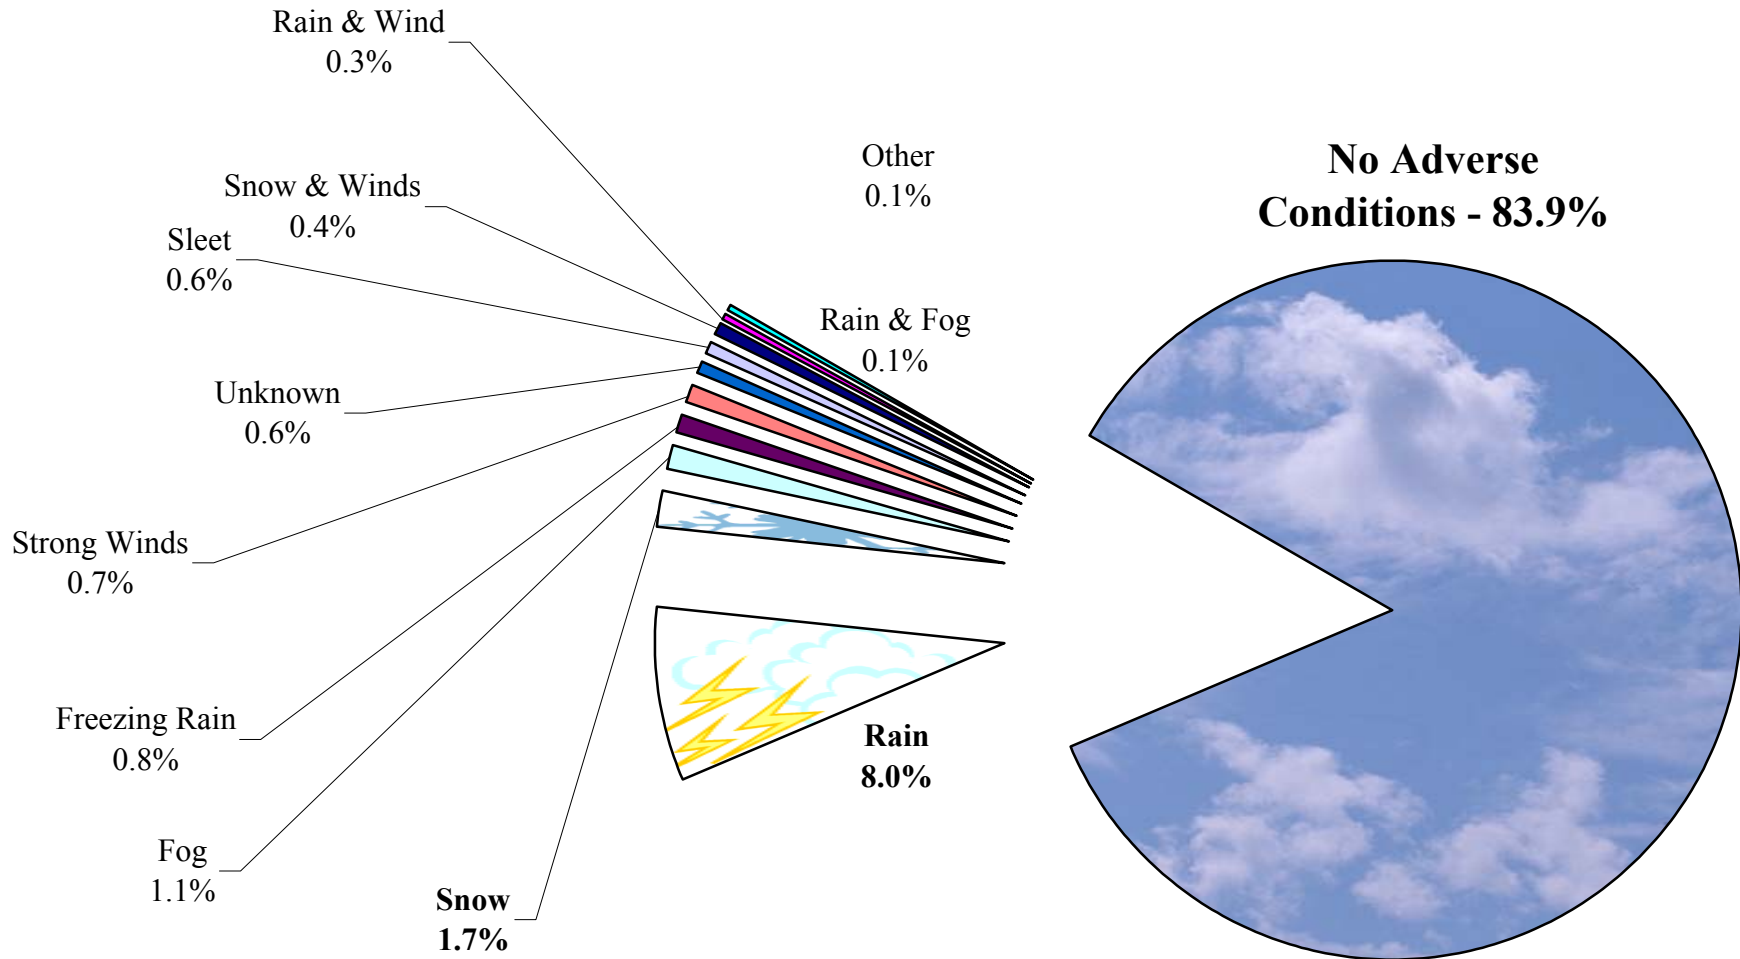 Rain & Wind
0.3%
Other
0.1%
No Adverse
Conditions - 83.9%
Snow & Winds
0.4%
Sleet
0.6%
Rain & Fog
0.1%
Unknown
0.6%
Strong Winds
0.7%
Freezing Rain
0.8%
Rain
8.0%
Fog
1.1%
Snow
1.7%